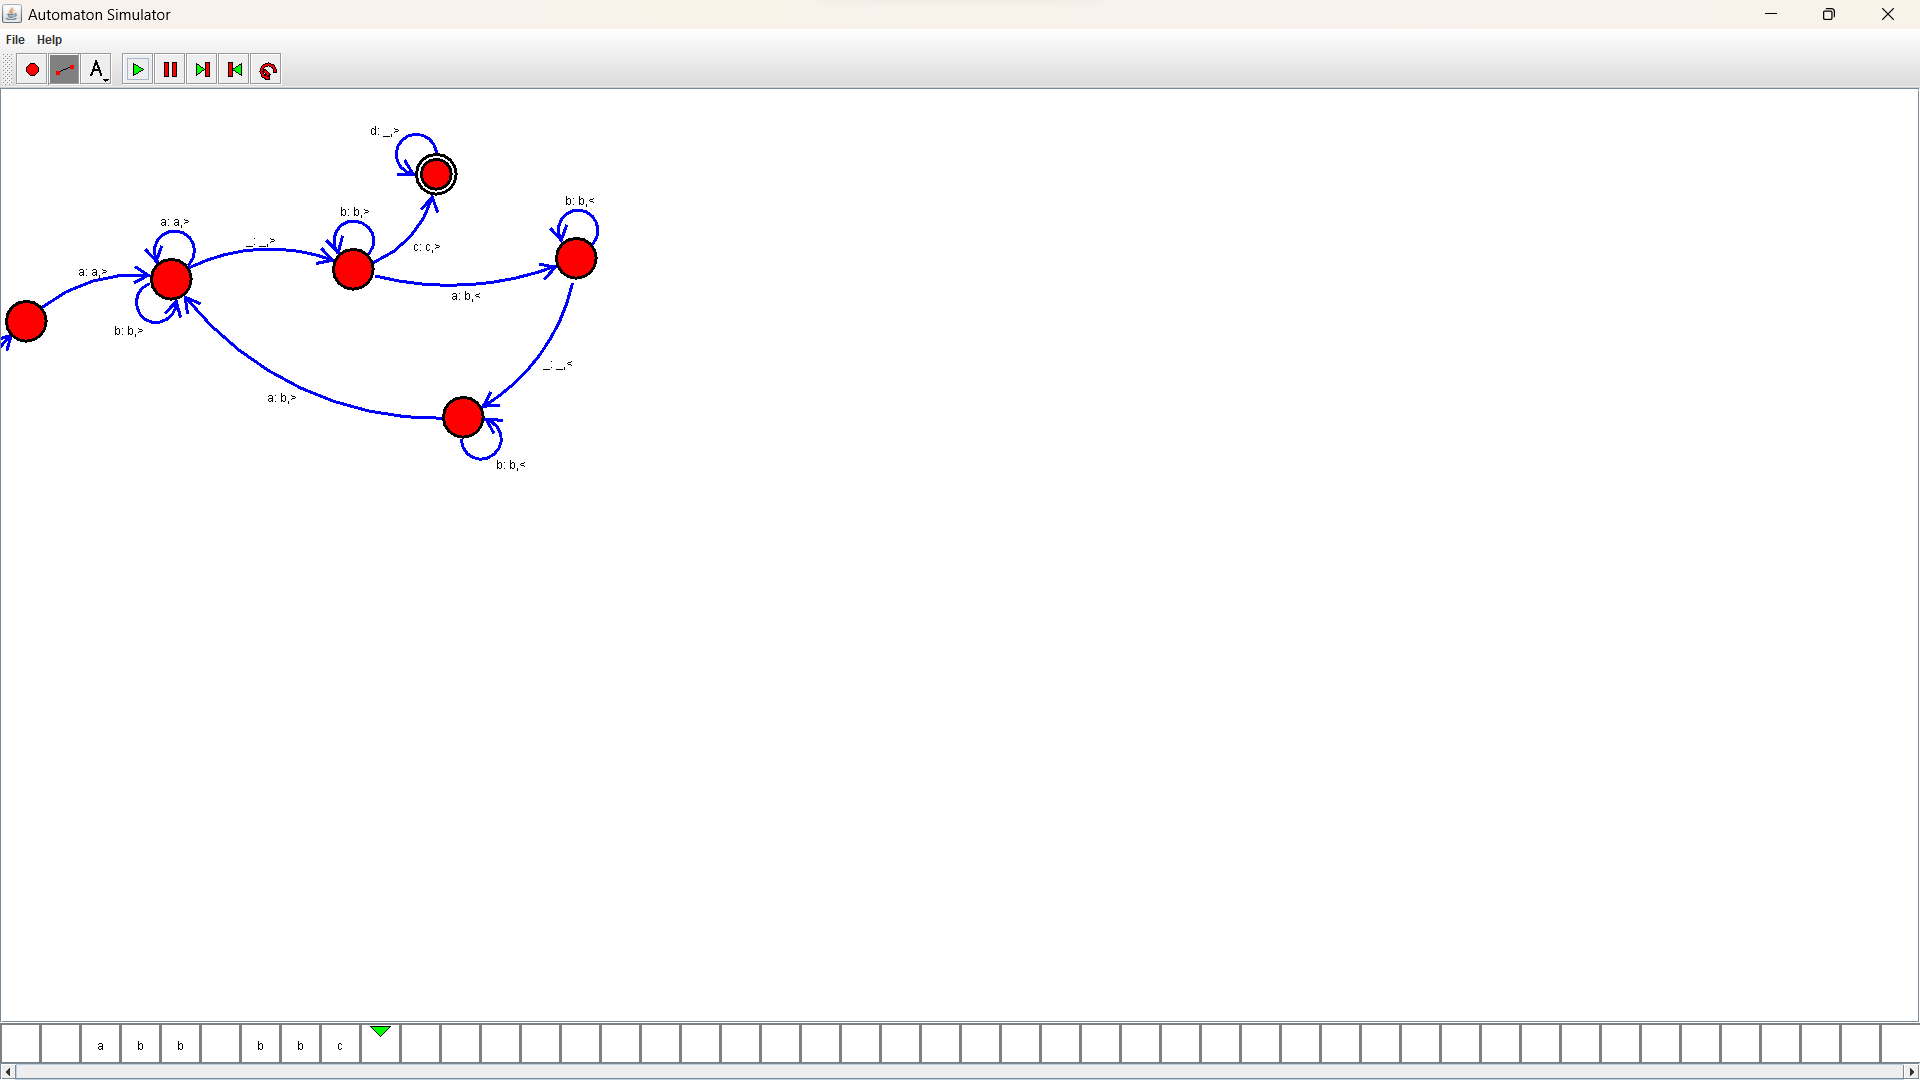 Automaton Simulator
File Help
A
d: _,>
b: b,<
b: b,>
a: a,>
_: _,>
c: c,>
a: a,>
a: b,<
b: b,>
_: _,<
a: b,>
b: b,<
a b b b b c